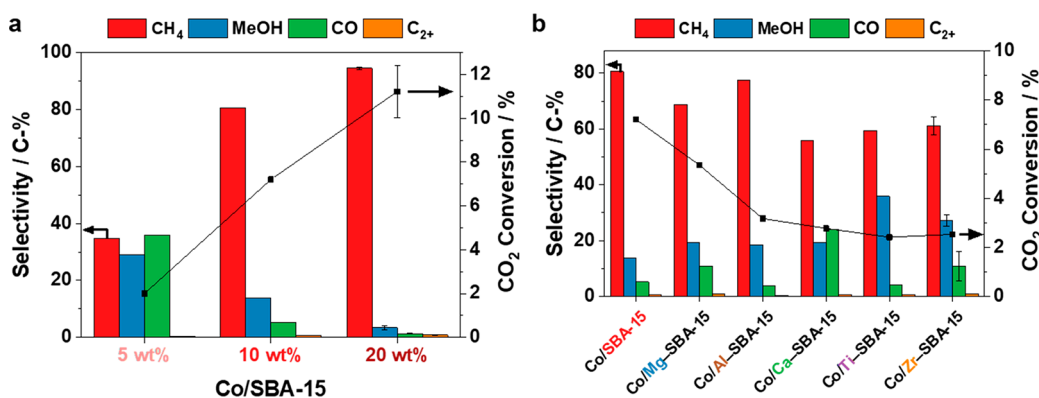 a
CH4 MeOH CO C2+
Selectivity / C-%
100
80
60
40
20
0
12
10
8
6
4
2
0
CO2 Conversion / %
5 wt% 10 wt% 20 wt%
Co/SBA-15
b
CH4 MeOH CO C2+
Selectivity / C-%
80
60
40
20
0
10
8
6
4
2
0
CO2 Conversion / %
Co/SBA-15
Co/Mg–SBA-15
Co/Al–SBA-15
Co/Ca–SBA-15
Co/Ti–SBA-15
Co/Zr–SBA-15